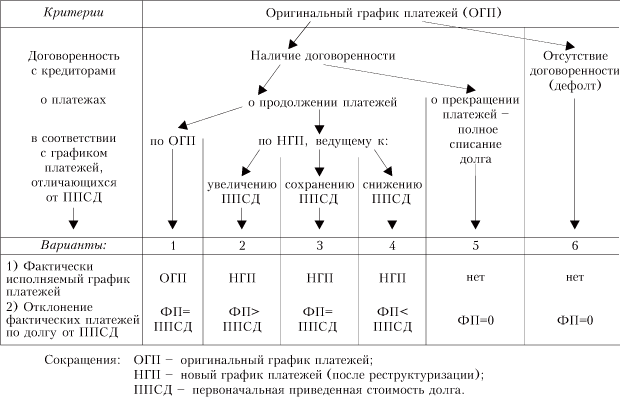 Критерии
Оригинальный график платежей (ОГП)
Договоренность
с кредиторами
Наличие договоренности
Отсутствие
договоренности
(дефолт)
о платежах
о продолжении платежей
о прекращении
платежей –
полное
списание
долга
в соответствии
с графиком
платежей,
отличающихся
от ППСД
по ОГП
по НГП, ведущему к:
увеличению
ППСД
сохранению
ППСД
снижению
ППСД
Варианты: 1 2 3 4 5 6
1) Фактически
исполняемый график
платежей
ОГП НГП НГП НГП нет нет
2) Отклонение
фактических платежей
по долгу от ППСД
ФП=
ППСД
ФП>
ППСД
ФП=
ППСД
ФП<
ППСД
ФП=0
ФП=0
Сокращения: ОГП – оригинальный график платежей;
НГП – новый график платежей (после реструктуризации);
ППСД – первоначальная приведенная стоимость долга.